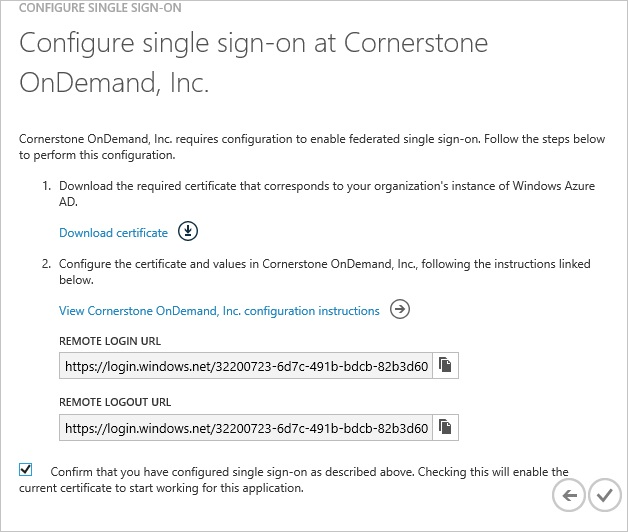 CONFIGURE SINGLE SIGN-ON
Configure single sign-on at Cornerstone
OnDemand, Inc.
Cornerstone OnDemand, Inc. requires configuration to enable federated single sign-on. Follow the steps below
to perform this configuration.
1. Download the required certificate that corresponds to your organization's instance of Windows Azure
AD.
Download certificate
2. Configure the certificate and values in Cornerstone OnDemand, Inc., following the instructions linked
below.
View Cornerstone OnDemand, Inc. configuration instructions
REMOTE LOGIN URL
https://login.windows.net/32200723-6d7c-491b-bdcb-82b3d60
REMOTE LOGOUT URL
https://login.windows.net/32200723-6d7c-491b-bdcb-82b3d60
Confirm that you have configured single sign-on as described above. Checking this will enable the
current certificate to start working for this application.